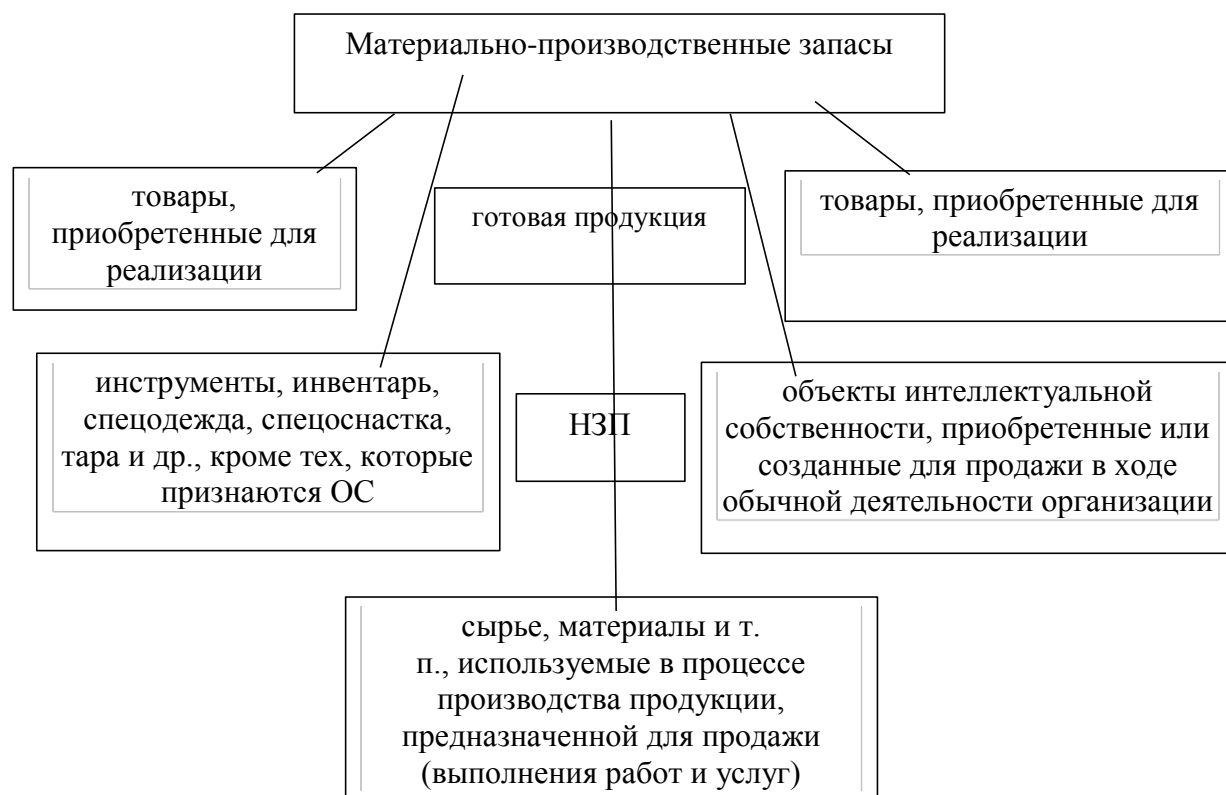 Материально-производственные запасы
товары,
приобретенные для
реализации
готовая продукция
товары, приобретенные для
реализации
инструменты, инвентарь,
спецодежда, спецоснастка,
тара и др., кроме тех, которые
признаются ОС
НЗП
объекты интеллектуальной
собственности, приобретенные или
созданные для продажи в ходе
обычной деятельности организации
сырье, материалы и т.
п., используемые в процессе
производства продукции,
предназначенной для продажи
(выполнения работ и услуг)